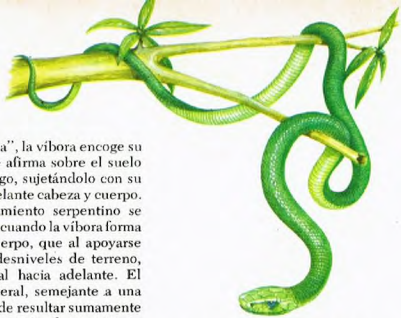 a", la víbora encoge su
afirma sobre el suelo
go, sujetándolo con su
elante cabeza y cuerpo.
miento serpentino se
cuando la víbora forma
erpo, que al apoyarse
desniveles de terreno,
al hacia adelante. El
eral, semejante a una
de resultar sumamente